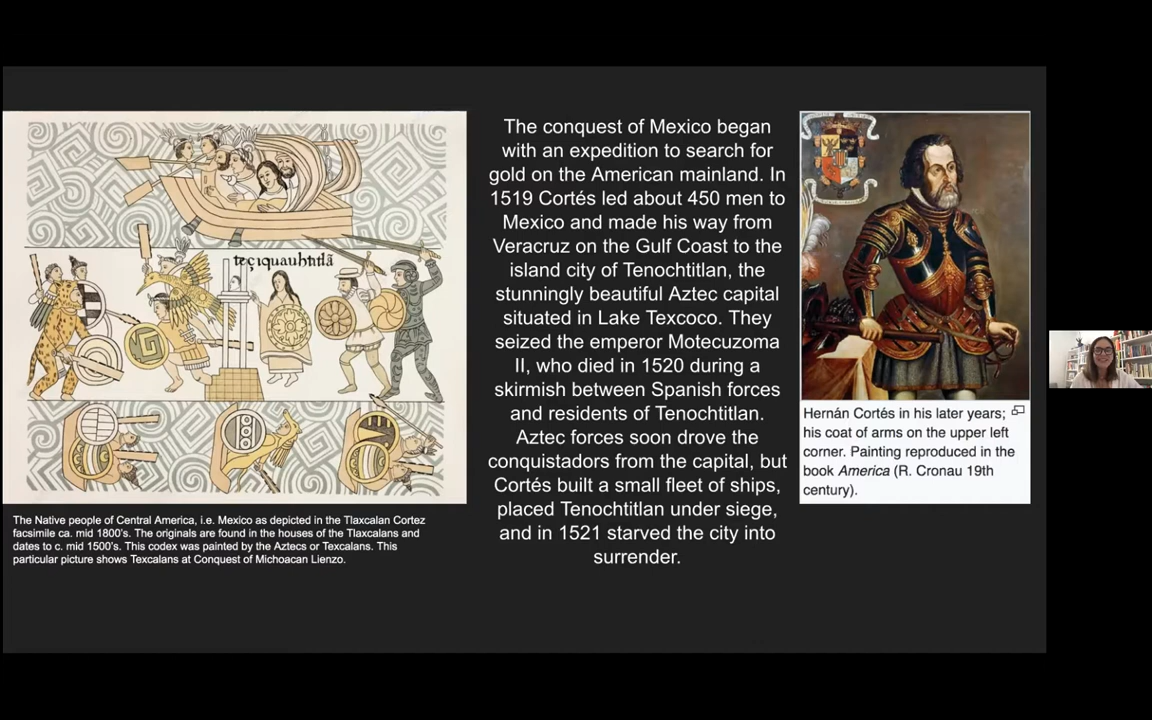 teçiquauhtitlã
The Native people of Central America, i.e. Mexico as depicted in the Tlaxcalan Cortez
facsimile ca. mid 1800's. The originals are found in the houses of the Tlaxcalans and
dates to c. mid 1500's. This codex was painted by the Aztecs or Texcalans. This
particular picture shows Texcalans at Conquest of Michoacan Lienzo.
The conquest of Mexico began
with an expedition to search for
gold on the American mainland. In
1519 Cortés led about 450 men to
Mexico and made his way from
Veracruz on the Gulf Coast to the
island city of Tenochtitlan, the
stunningly beautiful Aztec capital
situated in Lake Texcoco. They
seized the emperor Motecuzoma
II, who died in 1520 during a
skirmish between Spanish forces
and residents of Tenochtitlan.
Aztec forces soon drove the
conquistadors from the capital, but
Cortés built a small fleet of ships,
placed Tenochtitlan under siege,
and in 1521 starved the city into
surrender.
Hernán Cortés in his later years;
his coat of arms on the upper left
corner. Painting reproduced in the
book America (R. Cronau 19th
century).